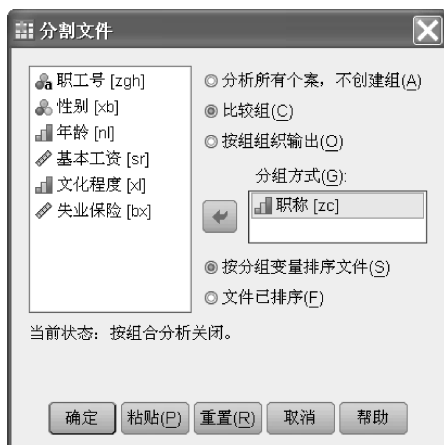 分割文件
职工号 [zgh]
性别 [xb]
年龄 [nl]
基本工资 [sr]
文化程度 [xl]
失业保险 [bx]
分析所有个案，不创建组(A)
比较组(C)
按组组织输出(O)
分组方式(G):
职称 [zc]
按分组变量排序文件(S)
文件已排序(F)
当前状态: 按组合分析关闭。
确定 粘贴(P) 重置(R) 取消 帮助